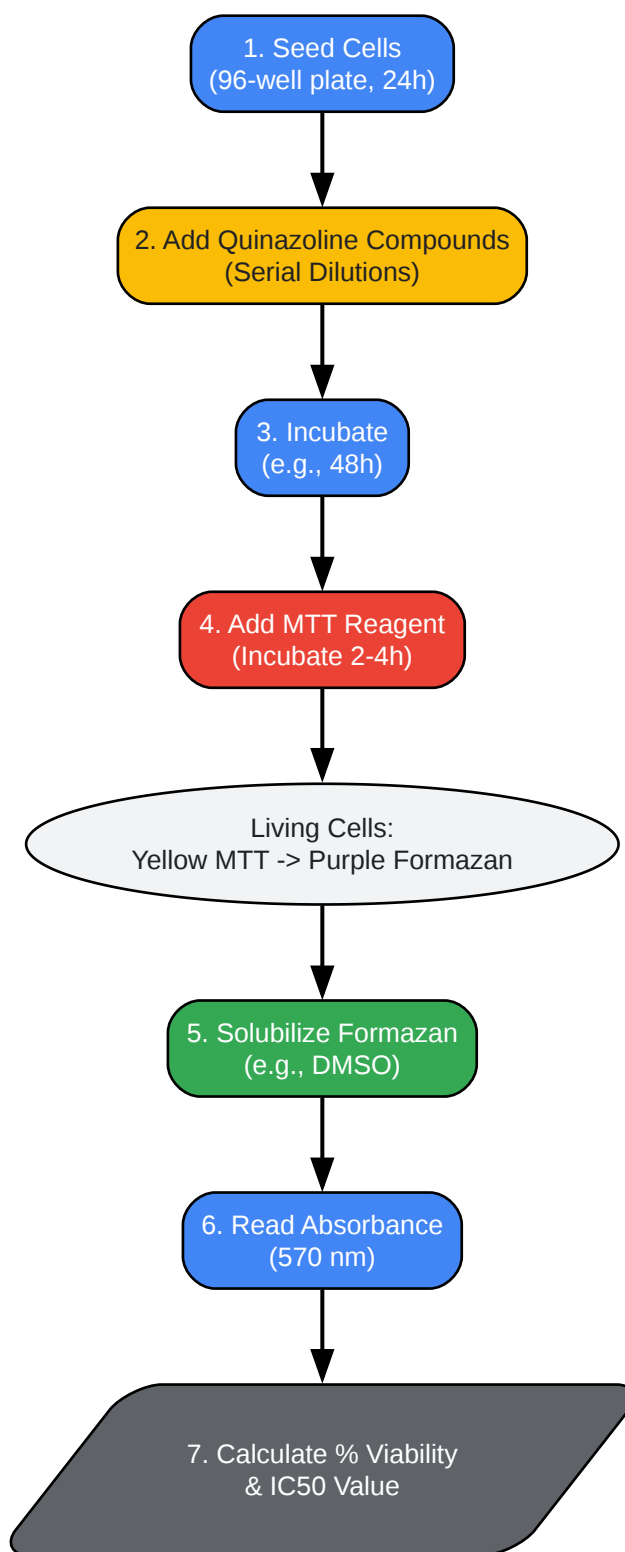 1. Seed Cells
(96-well plate, 24h)
2. Add Quinazoline Compounds
(Serial Dilutions)
3. Incubate
(e.g., 48h)
4. Add MTT Reagent
(Incubate 2-4h)
Living Cells:
Yellow MTT -> Purple Formazan
5. Solubilize Formazan
(e.g., DMSO)
6. Read Absorbance
(570 nm)
7. Calculate % Viability
& IC50 Value